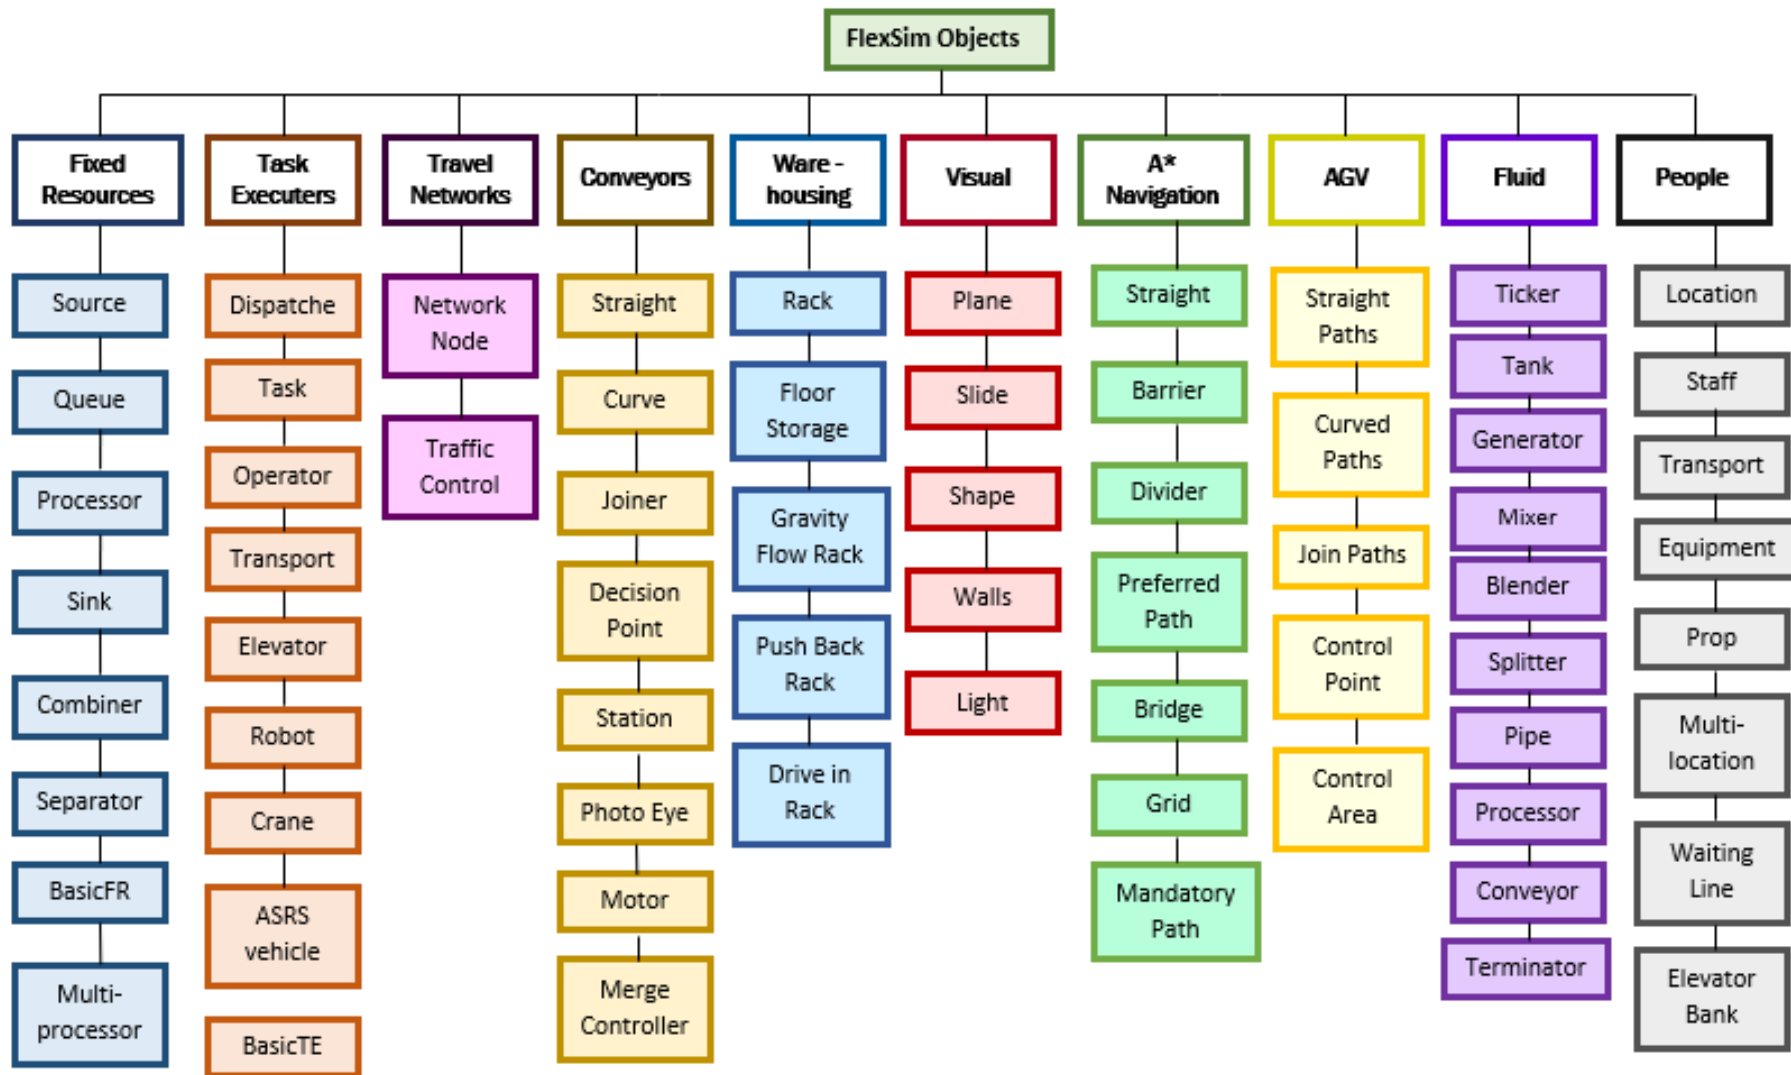 FlexSim Objects
Fixed
Resources
Source
Queue
Processor
Sink
Combiner
Separator
BasicFR
Multi-
processor
Task
Executers
Dispatche
Task
Operator
Transport
Elevator
Robot
Crane
ASRS
vehicle
BasicTE
Travel
Networks
Network
Node
Traffic
Control
Conveyors
Straight
Curve
Joiner
Decision
Point
Station
Photo Eye
Motor
Merge
Controller
Ware -
housing
Rack
Floor
Storage
Gravity
Flow Rack
Push Back
Rack
Drive in
Rack
Visual
Plane
Slide
Shape
Walls
Light
A*
Navigation
Straight
Barrier
Divider
Preferred
Path
Bridge
Grid
Mandatory
Path
AGV
Straight
Paths
Curved
Paths
Join Paths
Control
Point
Control
Area
Fluid
Ticker
Tank
Generator
Mixer
Blender
Splitter
Pipe
Processor
Conveyor
Terminator
People
Location
Staff
Transport
Equipment
Prop
Multi-
location
Waiting
Line
Elevator
Bank